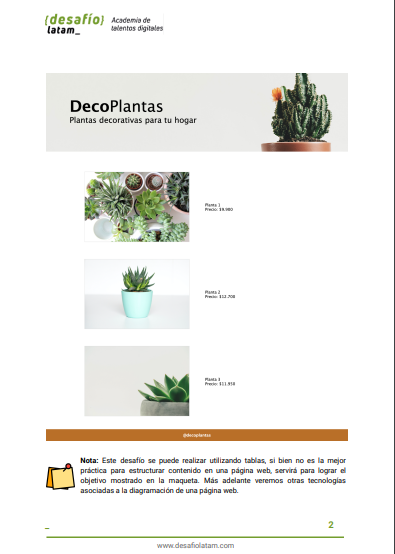 {desafío}
latam_
Academia de
talentos digitales
DecoPlantas
Plantas decorativas para tu hogar
Planta 1
Precio: $9.900
Planta 2
Precio: $12.700
Planta 3
Precio: $11.950
@decoplantas
Nota: Este desafío se puede realizar utilizando tablas, si bien no es la mejor
práctica para estructurar contenido en una página web, servirá para lograr el
objetivo mostrado en la maqueta. Más adelante veremos otras tecnologías
asociadas a la diagramación de una página web.
_
2
www.desafiolatam.com